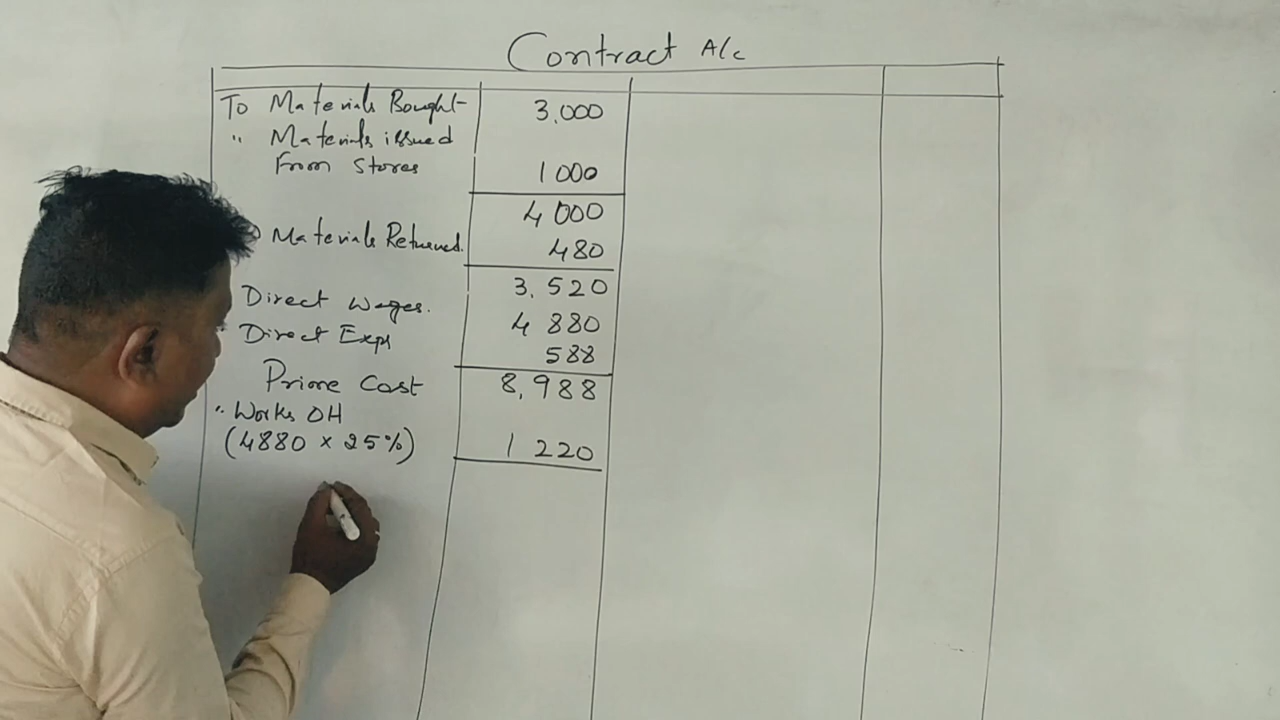 Contract A/c
To Materials Bought- 3,000
" Materials issued
From Stores 1000
4000
Materials Returned. 480
3,520
Direct Wages. 4880
Direct Exps 588
Prime Cost 8,988
" Works OH
(4880 x 25%) 1220